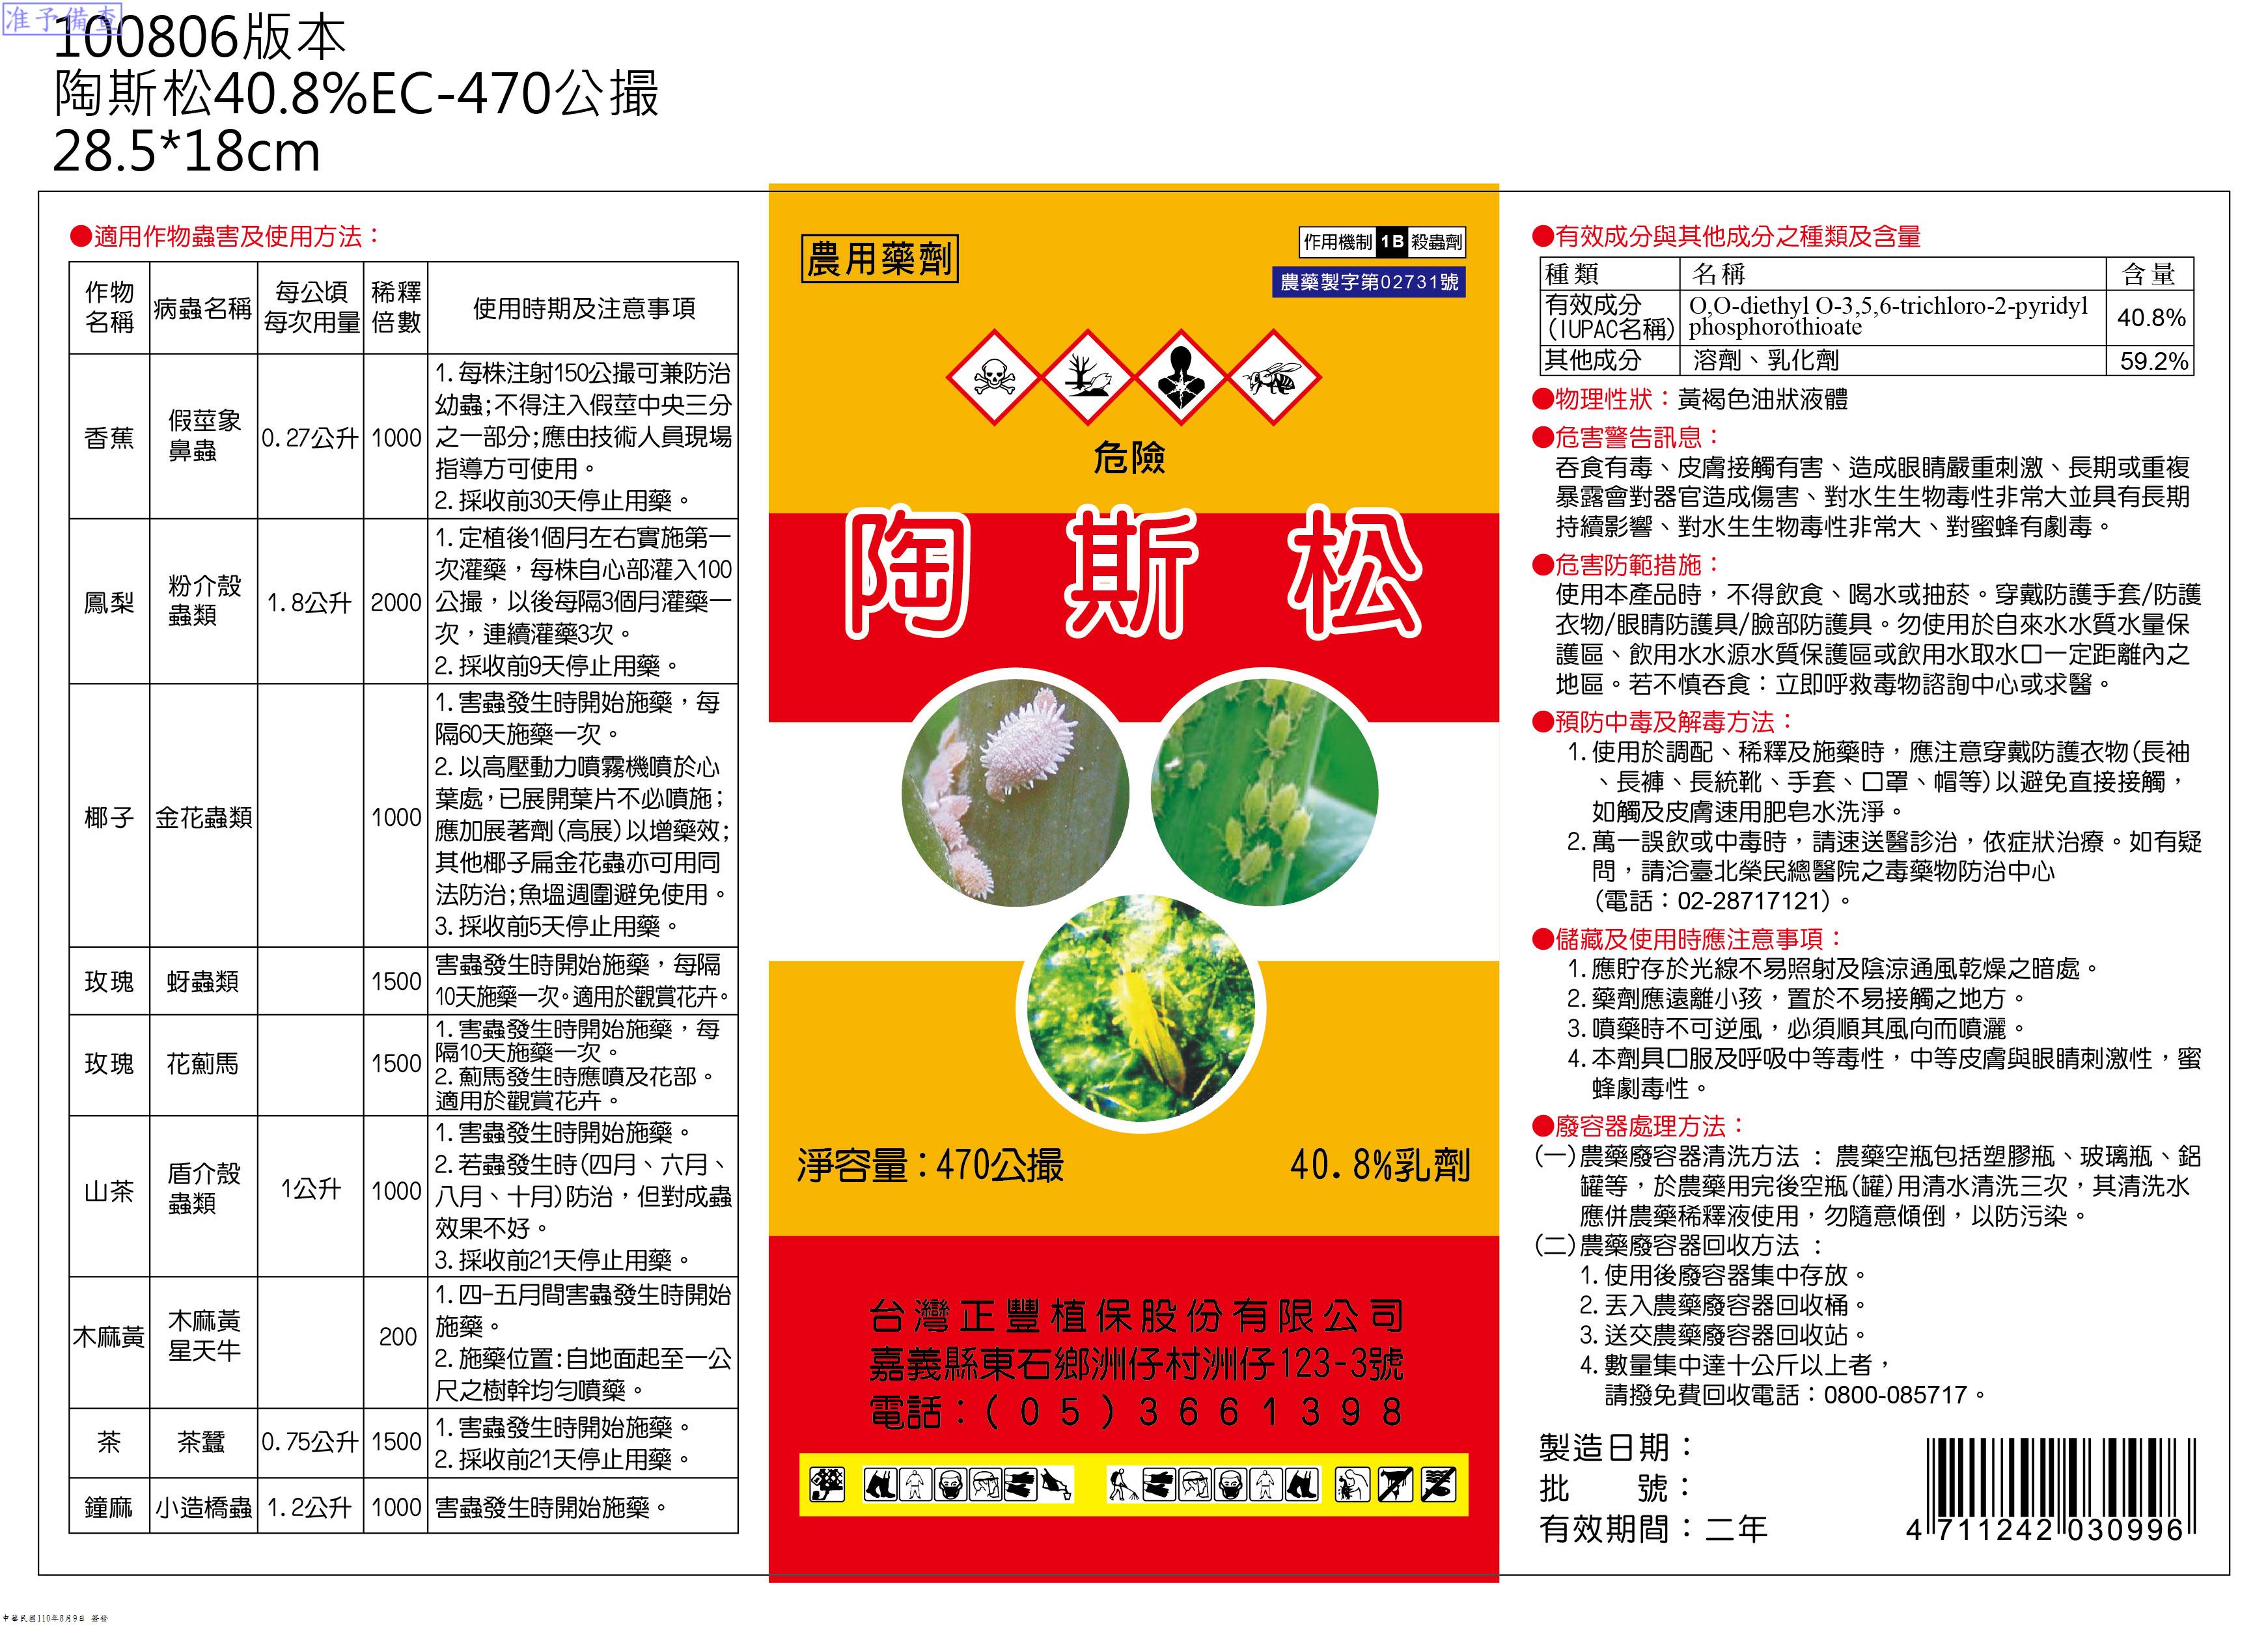 准予備查
100806版本
陶斯松40.8%EC-470公撮
28.5*18cm
●適用作物蟲害及使用方法：
作物名稱 病蟲名稱 每公頃每次用量 稀釋倍數 使用時期及注意事項
香蕉 假莖象鼻蟲 0.27公升 1000
1.每株注射150公撮可兼防治
幼蟲;不得注入假莖中央三分
之一部分;應由技術人員現場
指導方可使用。
2.採收前30天停止用藥。
鳳梨 粉介殼蟲類 1.8公升 2000
1.定植後1個月左右實施第一
次灌藥，每株自心部灌入100
公撮，以後每隔3個月灌藥一
次，連續灌藥3次。
2.採收前9天停止用藥。
椰子 金花蟲類 1000
1.害蟲發生時開始施藥，每
隔60天施藥一次。
2.以高壓動力噴霧機噴於心
葉處，已展開葉片不必噴施；
應加展著劑(高展)以增藥效;
其他椰子扁金花蟲亦可用同
法防治;魚塭週圍避免使用。
3.採收前5天停止用藥。
玫瑰 蚜蟲類 1500
害蟲發生時開始施藥，每隔
10天施藥一次。適用於觀賞花卉。
玫瑰 花薊馬 1500
1.害蟲發生時開始施藥，每
隔10天施藥一次。
2.薊馬發生時應噴及花部。
適用於觀賞花卉。
山茶 盾介殼蟲類 1公升 1000
1.害蟲發生時開始施藥。
2.若蟲發生時(四月、六月、
八月、十月)防治，但對成蟲
效果不好。
3.採收前21天停止用藥。
木麻黃 木麻黃星天牛 200
1.四-五月間害蟲發生時開始
施藥。
2.施藥位置:自地面起至一公
尺之樹幹均勻噴藥。
茶 茶蠶 0.75公升 1500
1.害蟲發生時開始施藥。
2.採收前21天停止用藥。
鐘麻 小造橋蟲 1.2公升 1000 害蟲發生時開始施藥。
農用藥劑
作用機制 1B 殺蟲劑
農藥製字第02731號
危險
陶斯松
淨容量：470公撮 40.8%乳劑
台灣正豐植保股份有限公司
嘉義縣東石鄉洲仔村洲仔123-3號
電話：(05)3661398
●有效成分與其他成分之種類及含量
種類 名稱 含量
有效成分(IUPAC名稱) O,O-diethyl O-3,5,6-trichloro-2-pyridyl phosphorothioate 40.8%
其他成分 溶劑、乳化劑 59.2%
●物理性狀：黃褐色油狀液體
●危害警告訊息：
吞食有毒、皮膚接觸有害、造成眼睛嚴重刺激、長期或重複
暴露會對器官造成傷害、對水生生物毒性非常大並具有長期
持續影響、對水生生物毒性非常大、對蜜蜂有劇毒。
●危害防範措施：
使用本產品時，不得飲食、喝水或抽菸。穿戴防護手套/防護
衣物/眼睛防護具/臉部防護具。勿使用於自來水水質水量保
護區、飲用水水源水質保護區或飲用水取水口一定距離內之
地區。若不慎吞食：立即呼救毒物諮詢中心或求醫。
●預防中毒及解毒方法：
1.使用於調配、稀釋及施藥時，應注意穿戴防護衣物(長袖
、長褲、長統靴、手套、口罩、帽等)以避免直接接觸，
如觸及皮膚速用肥皂水洗淨。
2.萬一誤飲或中毒時，請速送醫診治，依症狀治療。如有疑
問，請洽臺北榮民總醫院之毒藥物防治中心
(電話：02-28717121)。
●儲藏及使用時應注意事項：
1.應貯存於光線不易照射及陰涼通風乾燥之暗處。
2.藥劑應遠離小孩，置於不易接觸之地方。
3.噴藥時不可逆風，必須順其風向而噴灑。
4.本劑具口服及呼吸中等毒性，中等皮膚與眼睛刺激性，蜜
蜂劇毒性。
●廢容器處理方法：
(一)農藥廢容器清洗方法 : 農藥空瓶包括塑膠瓶、玻璃瓶、鋁
罐等，於農藥用完後空瓶(罐)用清水清洗三次，其清洗水
應併農藥稀釋液使用，勿隨意傾倒，以防污染。
(二)農藥廢容器回收方法 :
1.使用後廢容器集中存放。
2.丟入農藥廢容器回收桶。
3.送交農藥廢容器回收站。
4.數量集中達十公斤以上者，
請撥免費回收電話：0800-085717。
製造日期：
批 號：
有效期間：二年
4 711242 030996
中華民國110年8月9日 簽發